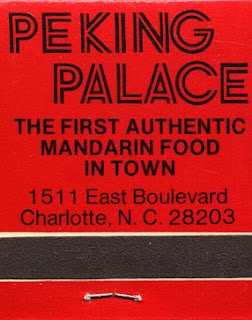 PEKING
PALACE
THE FIRST AUTHENTIC
MANDARIN FOOD
IN TOWN
1511 East Boulevard
Charlotte, N. C. 28203